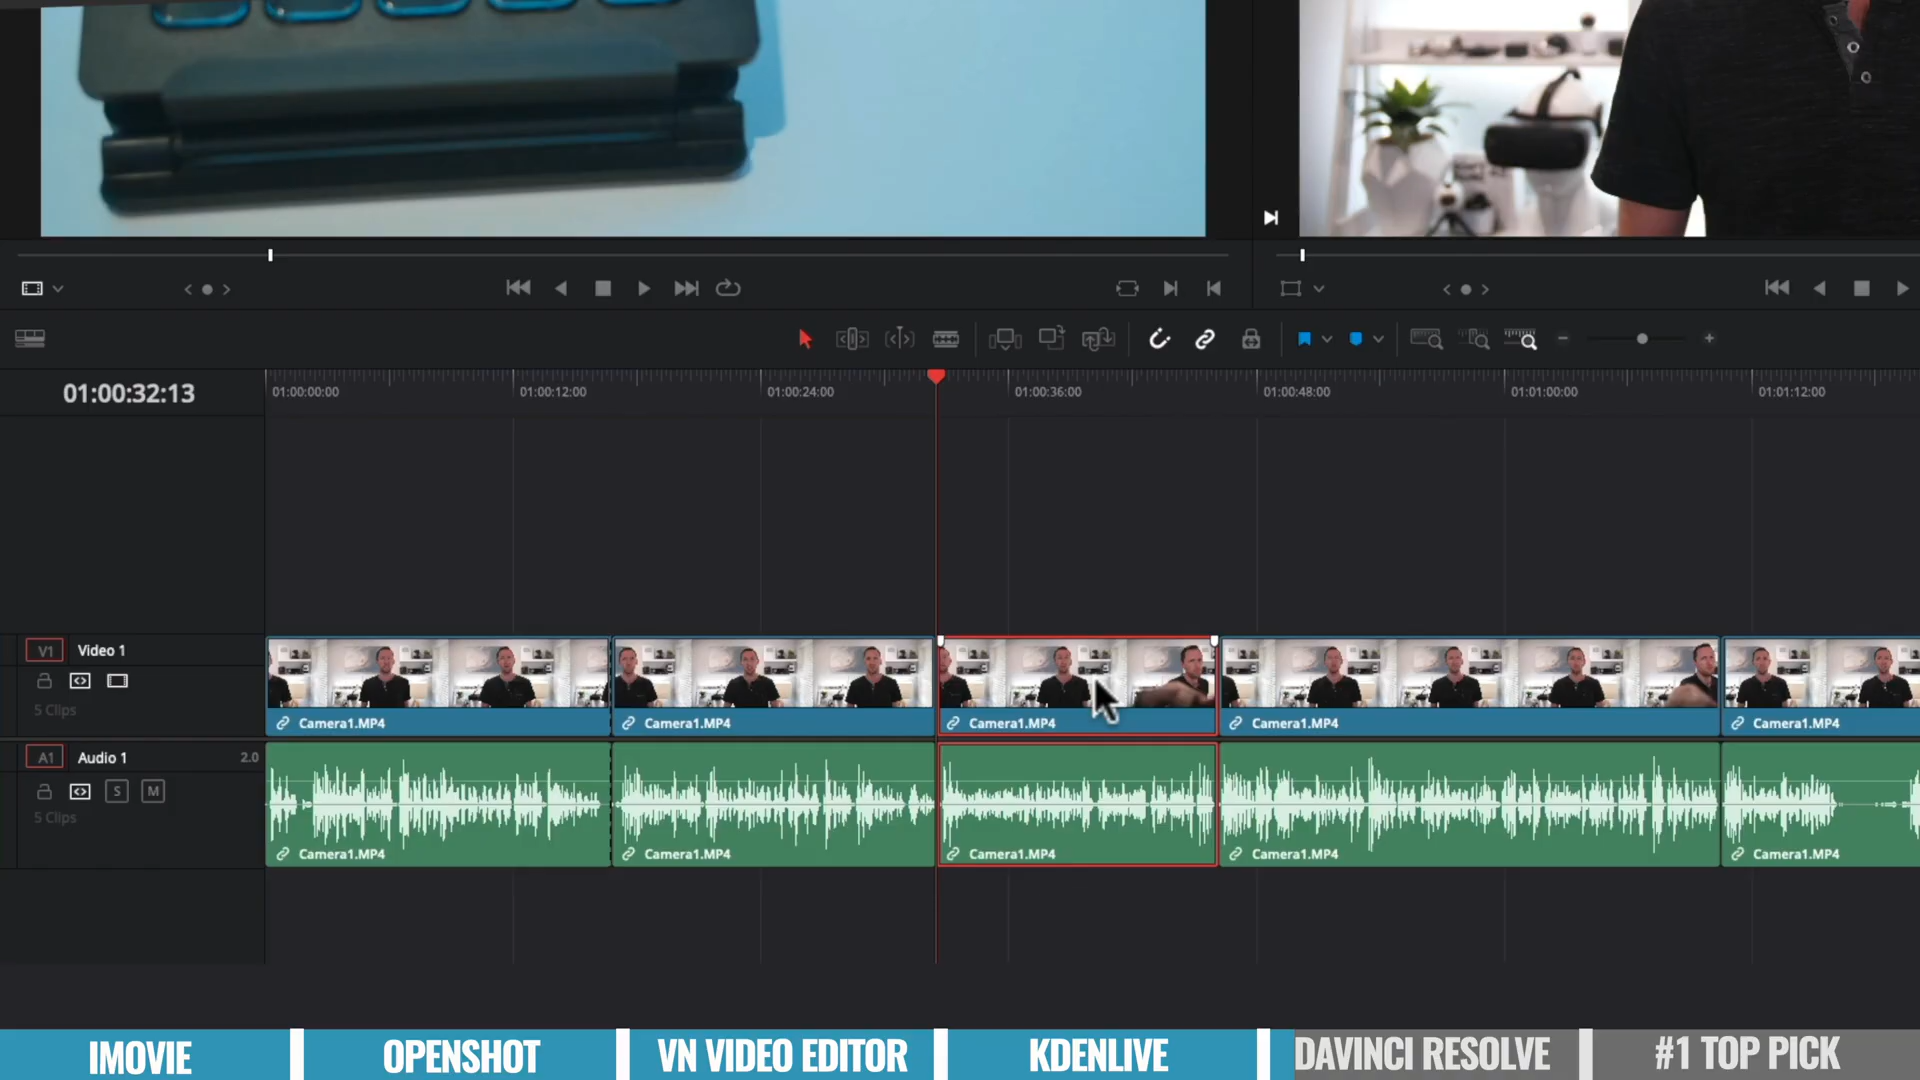 01:00:32:13
01:00:00:00 01:00:12:00 01:00:24:00 01:00:36:00 01:00:48:00 01:01:00:00 01:01:12:00
V1 Video 1
5 Clips
Camera1.MP4 Camera1.MP4 Camera1.MP4 Camera1.MP4 Camera1.MP4
A1 Audio 1 2.0
S M
5 Clips
Camera1.MP4 Camera1.MP4 Camera1.MP4 Camera1.MP4 Camera1.MP4
IMOVIE OPENSHOT VN VIDEO EDITOR KDENLIVE DAVINCI RESOLVE #1 TOP PICK